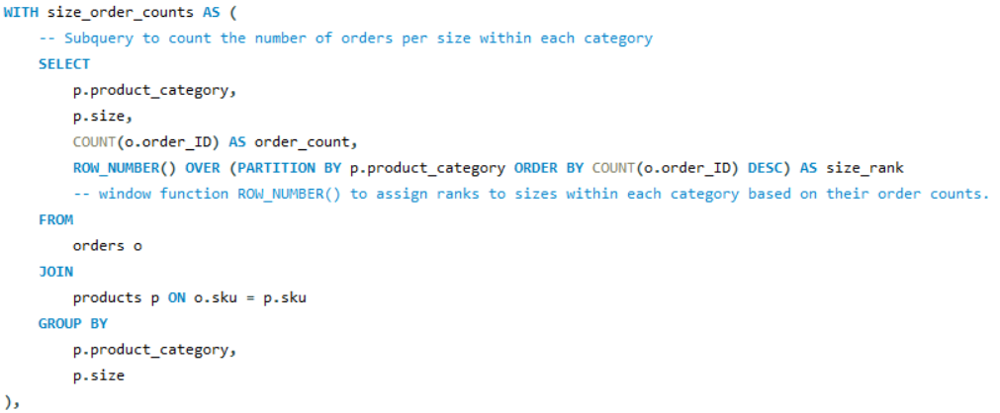 WITH size_order_counts AS (
    -- Subquery to count the number of orders per size within each category
    SELECT
        p.product_category,
        p.size,
        COUNT(o.order_ID) AS order_count,
        ROW_NUMBER() OVER (PARTITION BY p.product_category ORDER BY COUNT(o.order_ID) DESC) AS size_rank
        -- window function ROW_NUMBER() to assign ranks to sizes within each category based on their order counts.
    FROM
        orders o
    JOIN
        products p ON o.sku = p.sku
    GROUP BY
        p.product_category,
        p.size
),